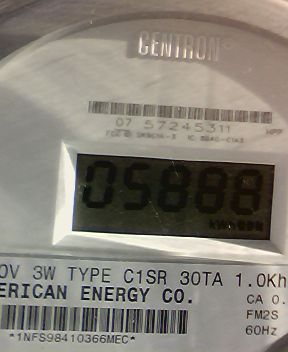 CENTRON
07 57245311
05888
0V 3W TYPE C1SR 30TA 1.0Kh
ERICAN ENERGY CO.
CA 0.
FM2S
60Hz
*1NFS98410366MEC*